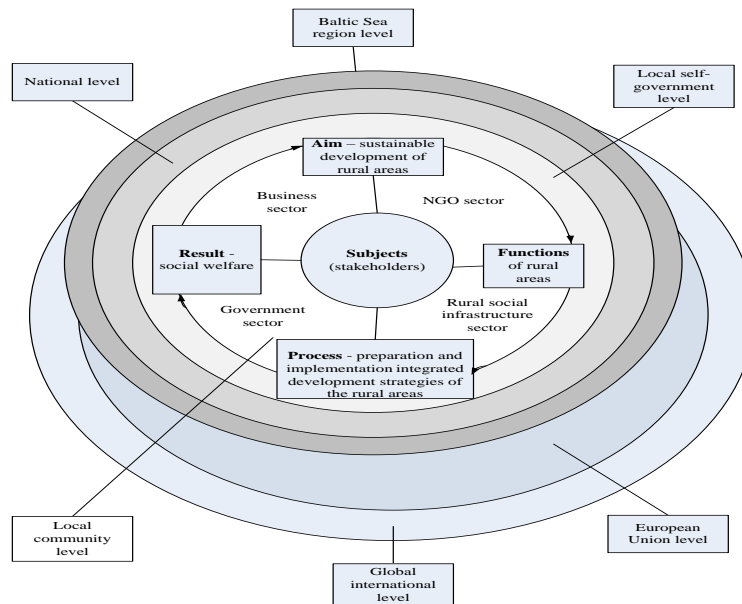 Baltic Sea
region level
National level
Local self-
government
level
Aim – sustainable
development of
rural areas
Business
sector
NGO sector
Result -
social welfare
Subjects
(stakeholders)
Functions
of rural
areas
Government
sector
Rural social
infrastructure
sector
Process - preparation and
implementation integrated
development strategies of
the rural areas
Local
community
level
European
Union level
Global
international
level